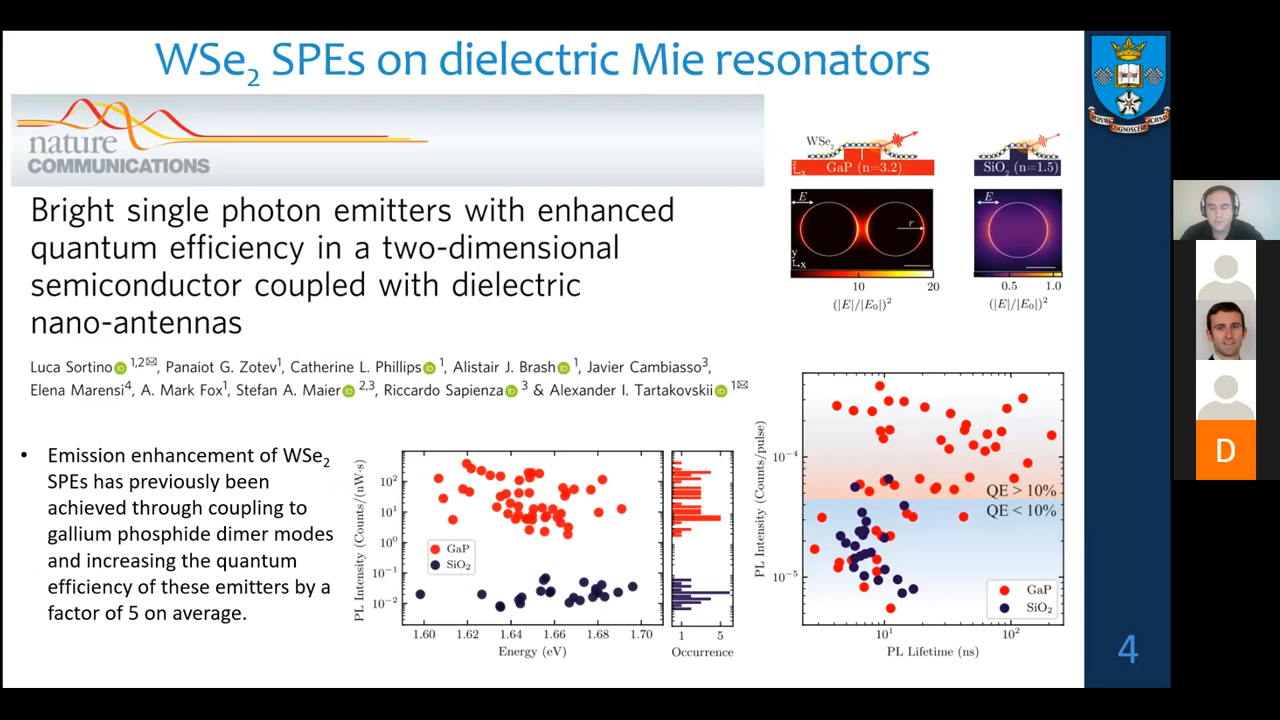 WSe2 SPEs on dielectric Mie resonators
nature
COMMUNICATIONS
Bright single photon emitters with enhanced
quantum efficiency in a two-dimensional
semiconductor coupled with dielectric
nano-antennas
Luca Sortino 1,2✉, Panaiot G. Zotev1, Catherine L. Phillips 1, Alistair J. Brash 1, Javier Cambiasso3,
Elena Marensi4, A. Mark Fox1, Stefan A. Maier 2,3, Riccardo Sapienza 3 & Alexander I. Tartakovskii 1✉
• Emission enhancement of WSe2
SPEs has previously been
achieved through coupling to
gallium phosphide dimer modes
and increasing the quantum
efficiency of these emitters by a
factor of 5 on average.
WSe2
GaP (n=3.2)
z
x
SiO2 (n=1.5)
E
r
y
x
10 20
(|E|/|E0|)²
E
0.5 1.0
(|E|/|E0|)²
PL Intensity (Counts/(nW·s)
10²
10¹
10⁰
10⁻¹
10⁻²
GaP
SiO2
1.60 1.62 1.64 1.66 1.68 1.70
Energy (eV)
1 5
Occurrence
PL Intensity (Counts/pulse)
10⁻⁴
10⁻⁵
QE > 10%
QE < 10%
GaP
SiO2
10¹ 10²
PL Lifetime (ns)
4
D